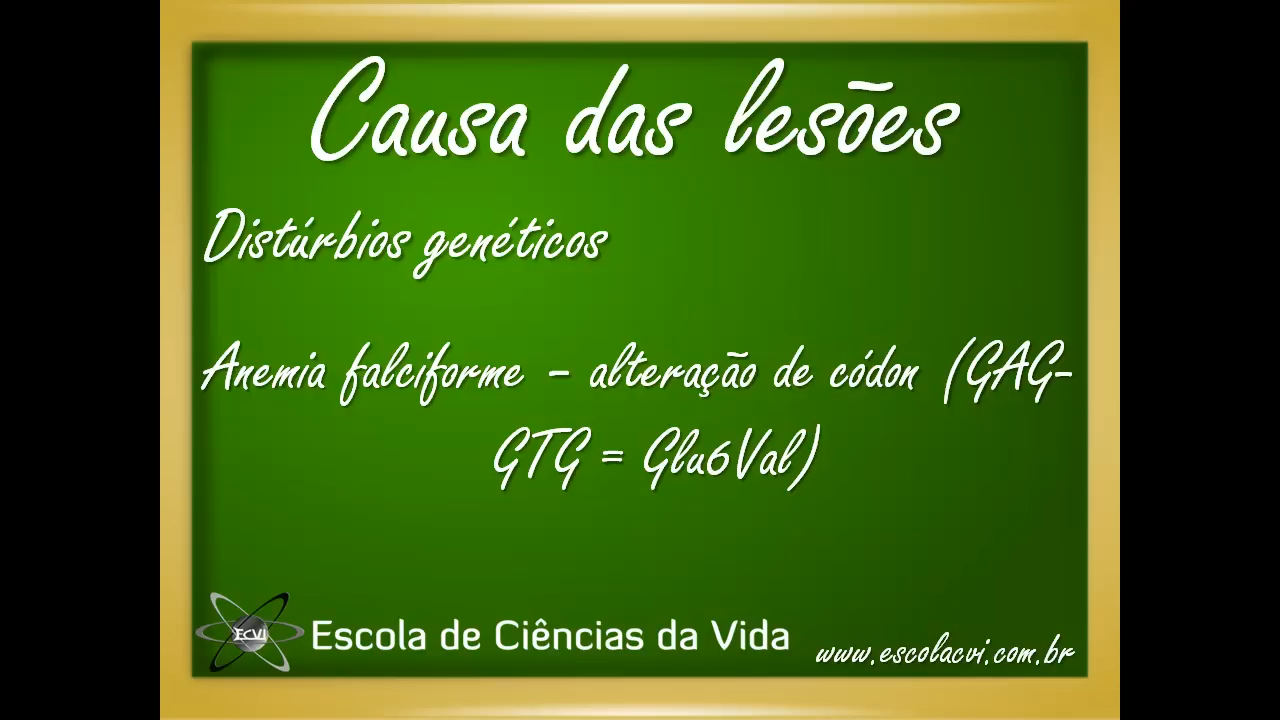 Causa das lesões
Distúrbios genéticos
Anemia falciforme – alteração de códon (GAG-
GTG = Glu6Val)
ECVI Escola de Ciências da Vida
www.escolacvi.com.br